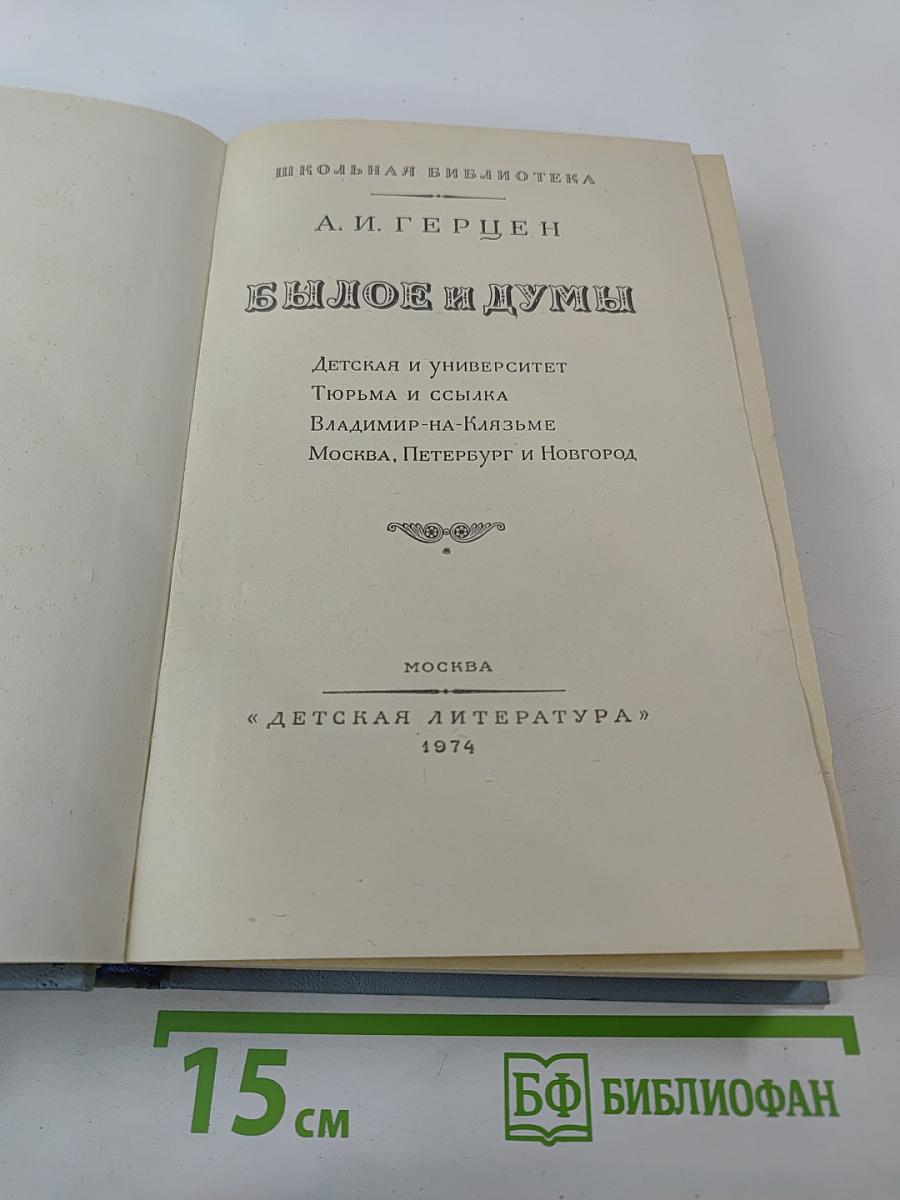 ШКОЛЬНАЯ БИБЛИОТЕКА
А. И. ГЕРЦЕН
БЫЛОЕ И ДУМЫ
Детская и университет
Тюрьма и ссылка
Владимир-на-Клязьме
Москва, Петербург и Новгород
МОСКВА
«ДЕТСКАЯ ЛИТЕРАТУРА»
1974
15 см
БФ БИБЛИОФАН